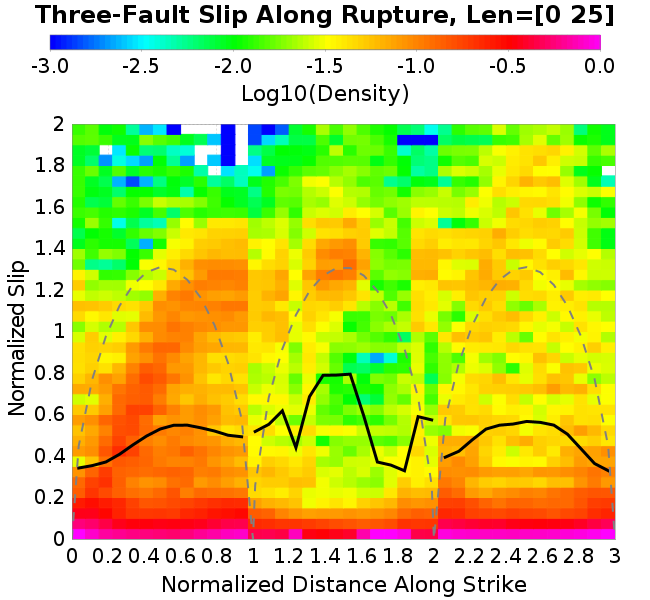 Three-Fault Slip Along Rupture, Len=[0 25]
-3.0 -2.5 -2.0 -1.5 -1.0 -0.5 0.0
Log10(Density)
2
1.8
1.6
1.4
1.2
1
0.8
0.6
0.4
0.2
0
Normalized Slip
0 0.2 0.4 0.6 0.8 1 1.2 1.4 1.6 1.8 2 2.2 2.4 2.6 2.8 3
Normalized Distance Along Strike